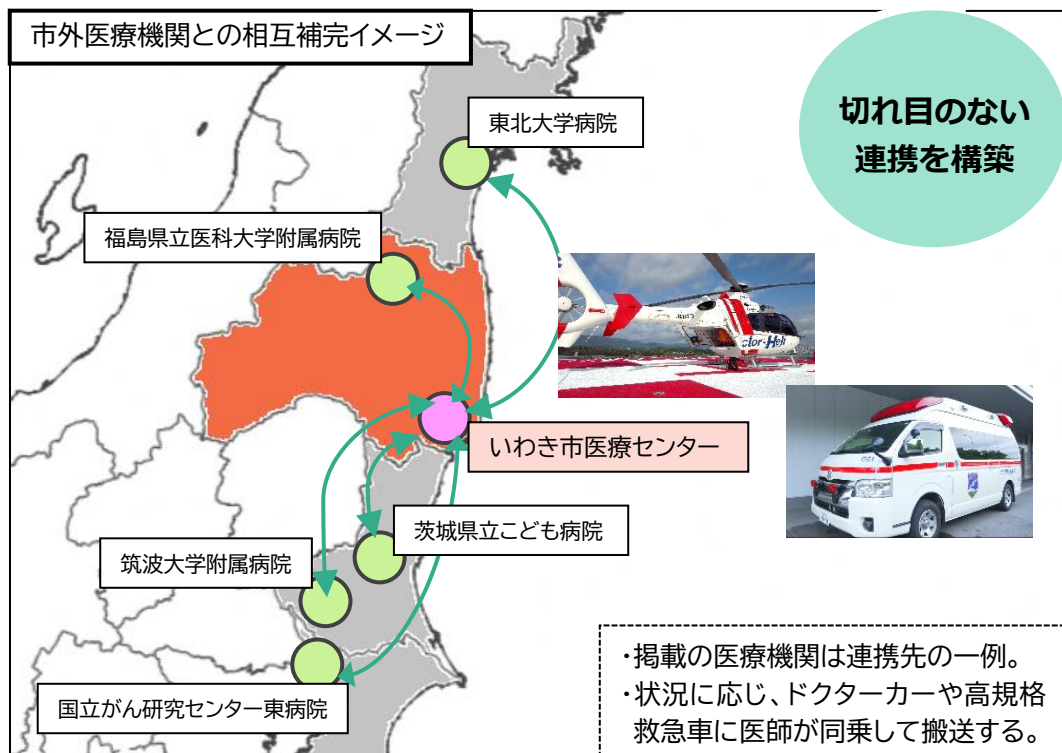 市外医療機関との相互補完イメージ
切れ目のない
連携を構築
東北大学病院
福島県立医科大学附属病院
いわき市医療センター
茨城県立こども病院
筑波大学附属病院
国立がん研究センター東病院
・掲載の医療機関は連携先の一例。
・状況に応じ、ドクターカーや高規格
救急車に医師が同乗して搬送する。